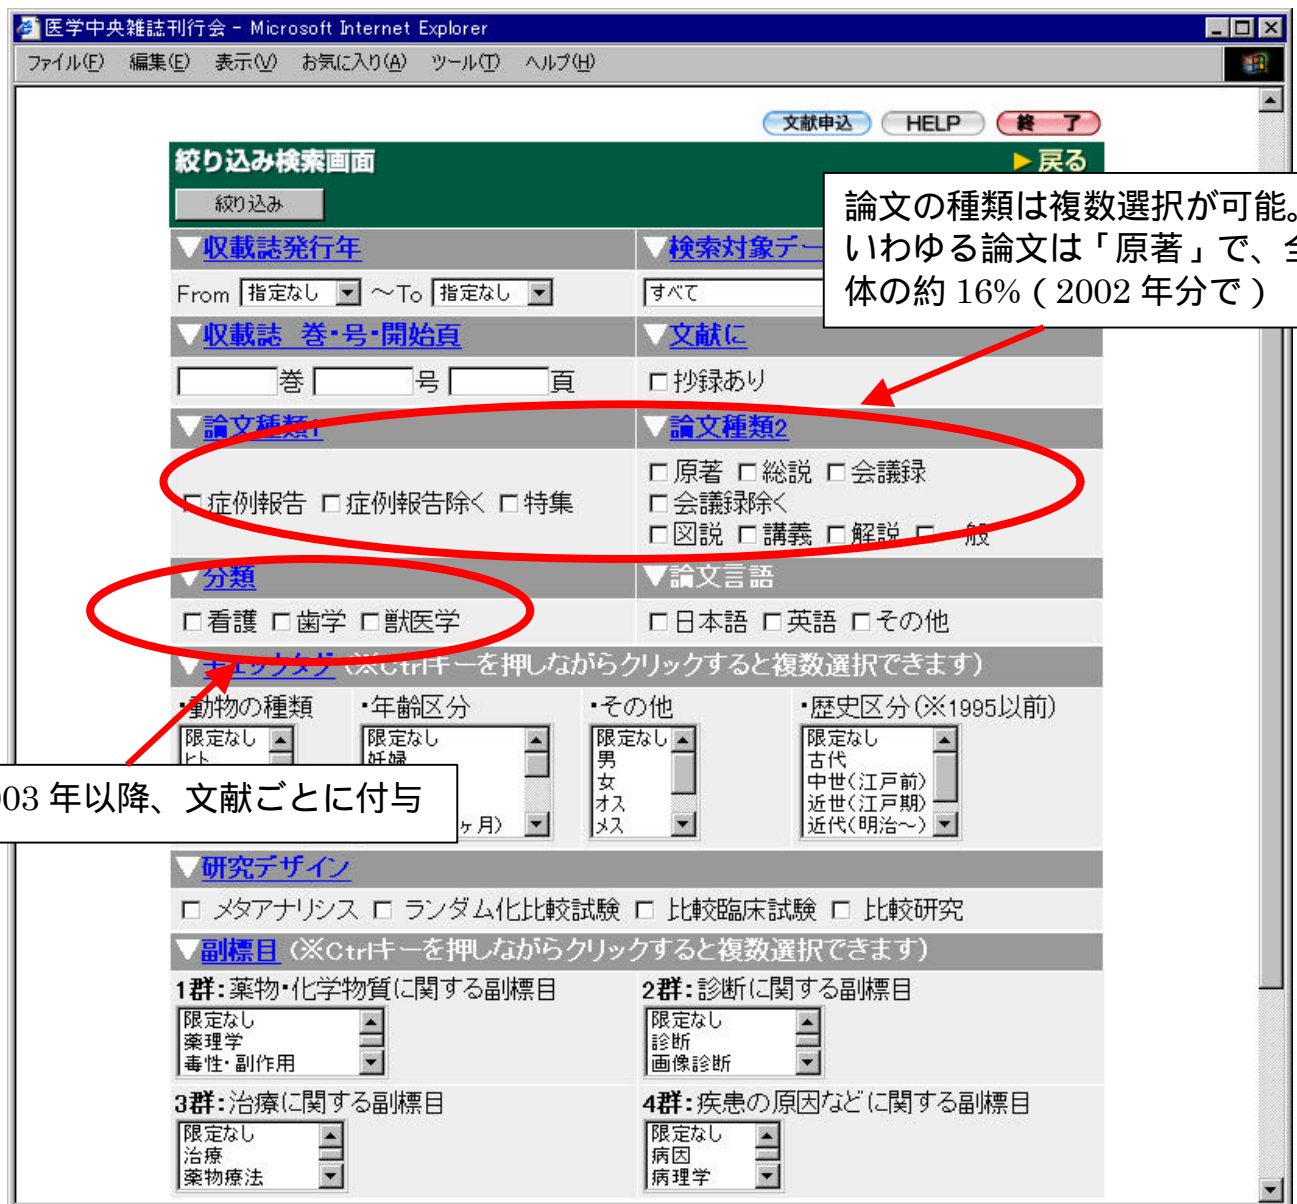 医学中央雑誌刊行会 - Microsoft Internet Explorer
ファイル(F) 編集(E) 表示(V) お気に入り(A) ツール(T) ヘルプ(H)
文献申込 HELP 終 了
絞り込み検索画面 ▶戻る
絞り込み
論文の種類は複数選択が可能。
いわゆる論文は「原著」で、全
体の約 16%(2002 年分で)
▼収載誌発行年 ▼検索対象デー
From 指定なし ～To 指定なし すべて
▼収載誌 巻・号・開始頁 ▼文献に
巻 号 頁 □抄録あり
▼論文種類1 ▼論文種類2
□原著 □総説 □会議録
□症例報告 □症例報告除く □特集 □会議録除く
□図説 □講義 □解説 □一般
▼分類 ▼論文言語
□看護 □歯学 □獣医学 □日本語 □英語 □その他
▼チェックタグ (※Ctrlキーを押しながらクリックすると複数選択できます)
・動物の種類 ・年齢区分 ・その他 ・歴史区分(※1995以前)
限定なし 限定なし 限定なし 限定なし
ヒト 妊婦 男 古代
女 中世(江戸前)
オス 近世(江戸期)
ヶ月) メス 近代(明治～)
03 年以降、文献ごとに付与
▼研究デザイン
□ メタアナリシス □ ランダム化比較試験 □ 比較臨床試験 □ 比較研究
▼副標目 (※Ctrlキーを押しながらクリックすると複数選択できます)
1群:薬物・化学物質に関する副標目 2群:診断に関する副標目
限定なし 限定なし
薬理学 診断
毒性・副作用 画像診断
3群:治療に関する副標目 4群:疾患の原因などに関する副標目
限定なし 限定なし
治療 病因
薬物療法 病理学